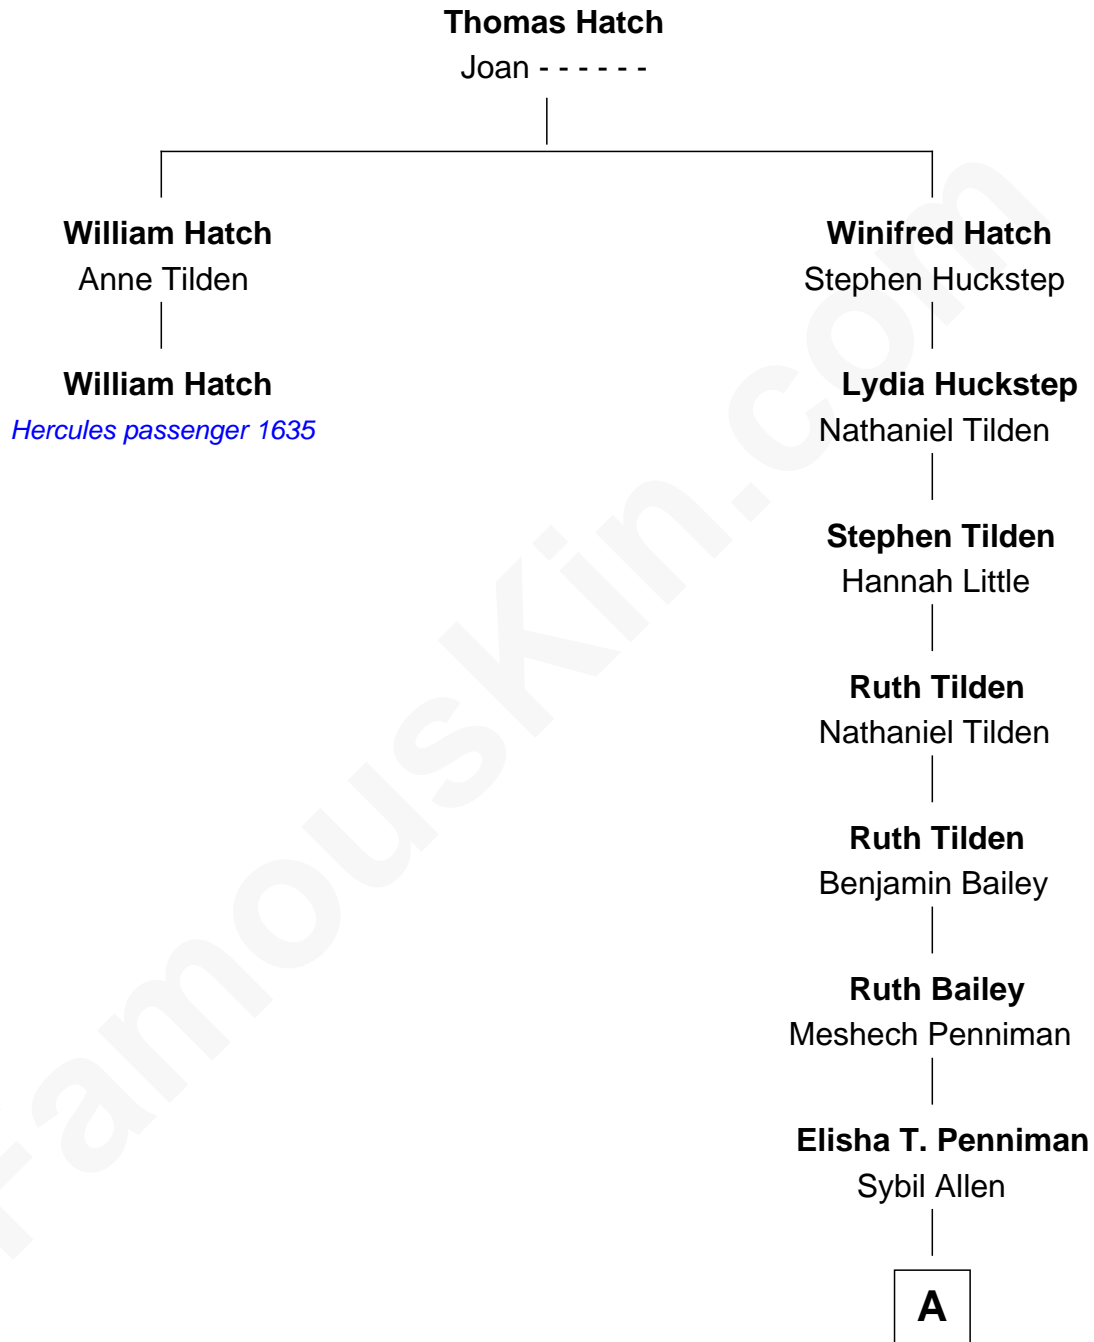 Thomas Hatch
Joan - - - - - -
William Hatch
Anne Tilden
William Hatch
Hercules passenger 1635
Winifred Hatch
Stephen Huckstep
Lydia Huckstep
Nathaniel Tilden
Stephen Tilden
Hannah Little
Ruth Tilden
Nathaniel Tilden
Ruth Tilden
Benjamin Bailey
Ruth Bailey
Meshech Penniman
Elisha T. Penniman
Sybil Allen
A
FamousKin.com